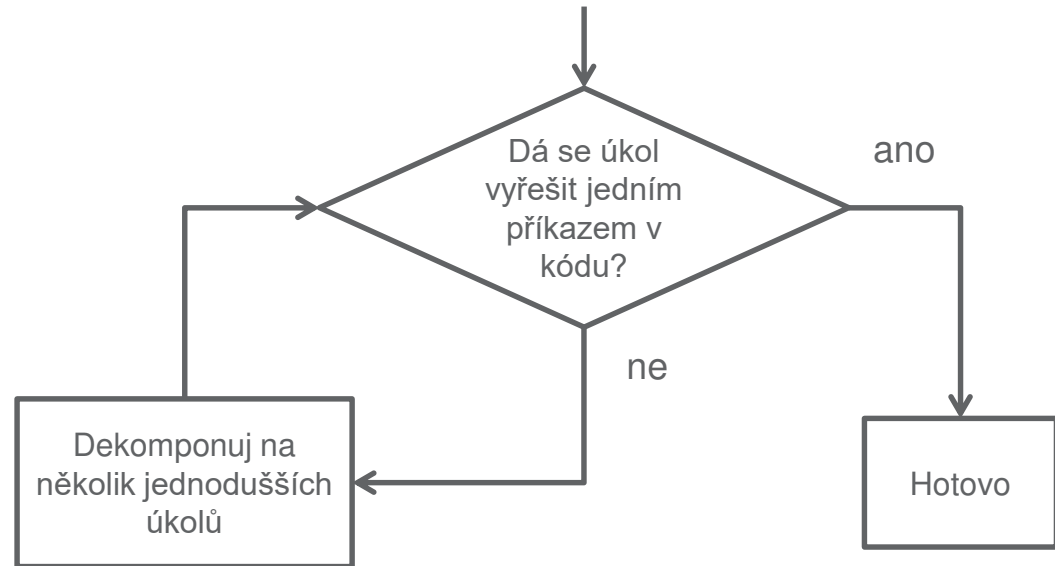 Dá se úkol
vyřešit jedním
příkazem v
kódu?
ano
ne
Dekomponuj na
několik jednodušších
úkolů
Hotovo